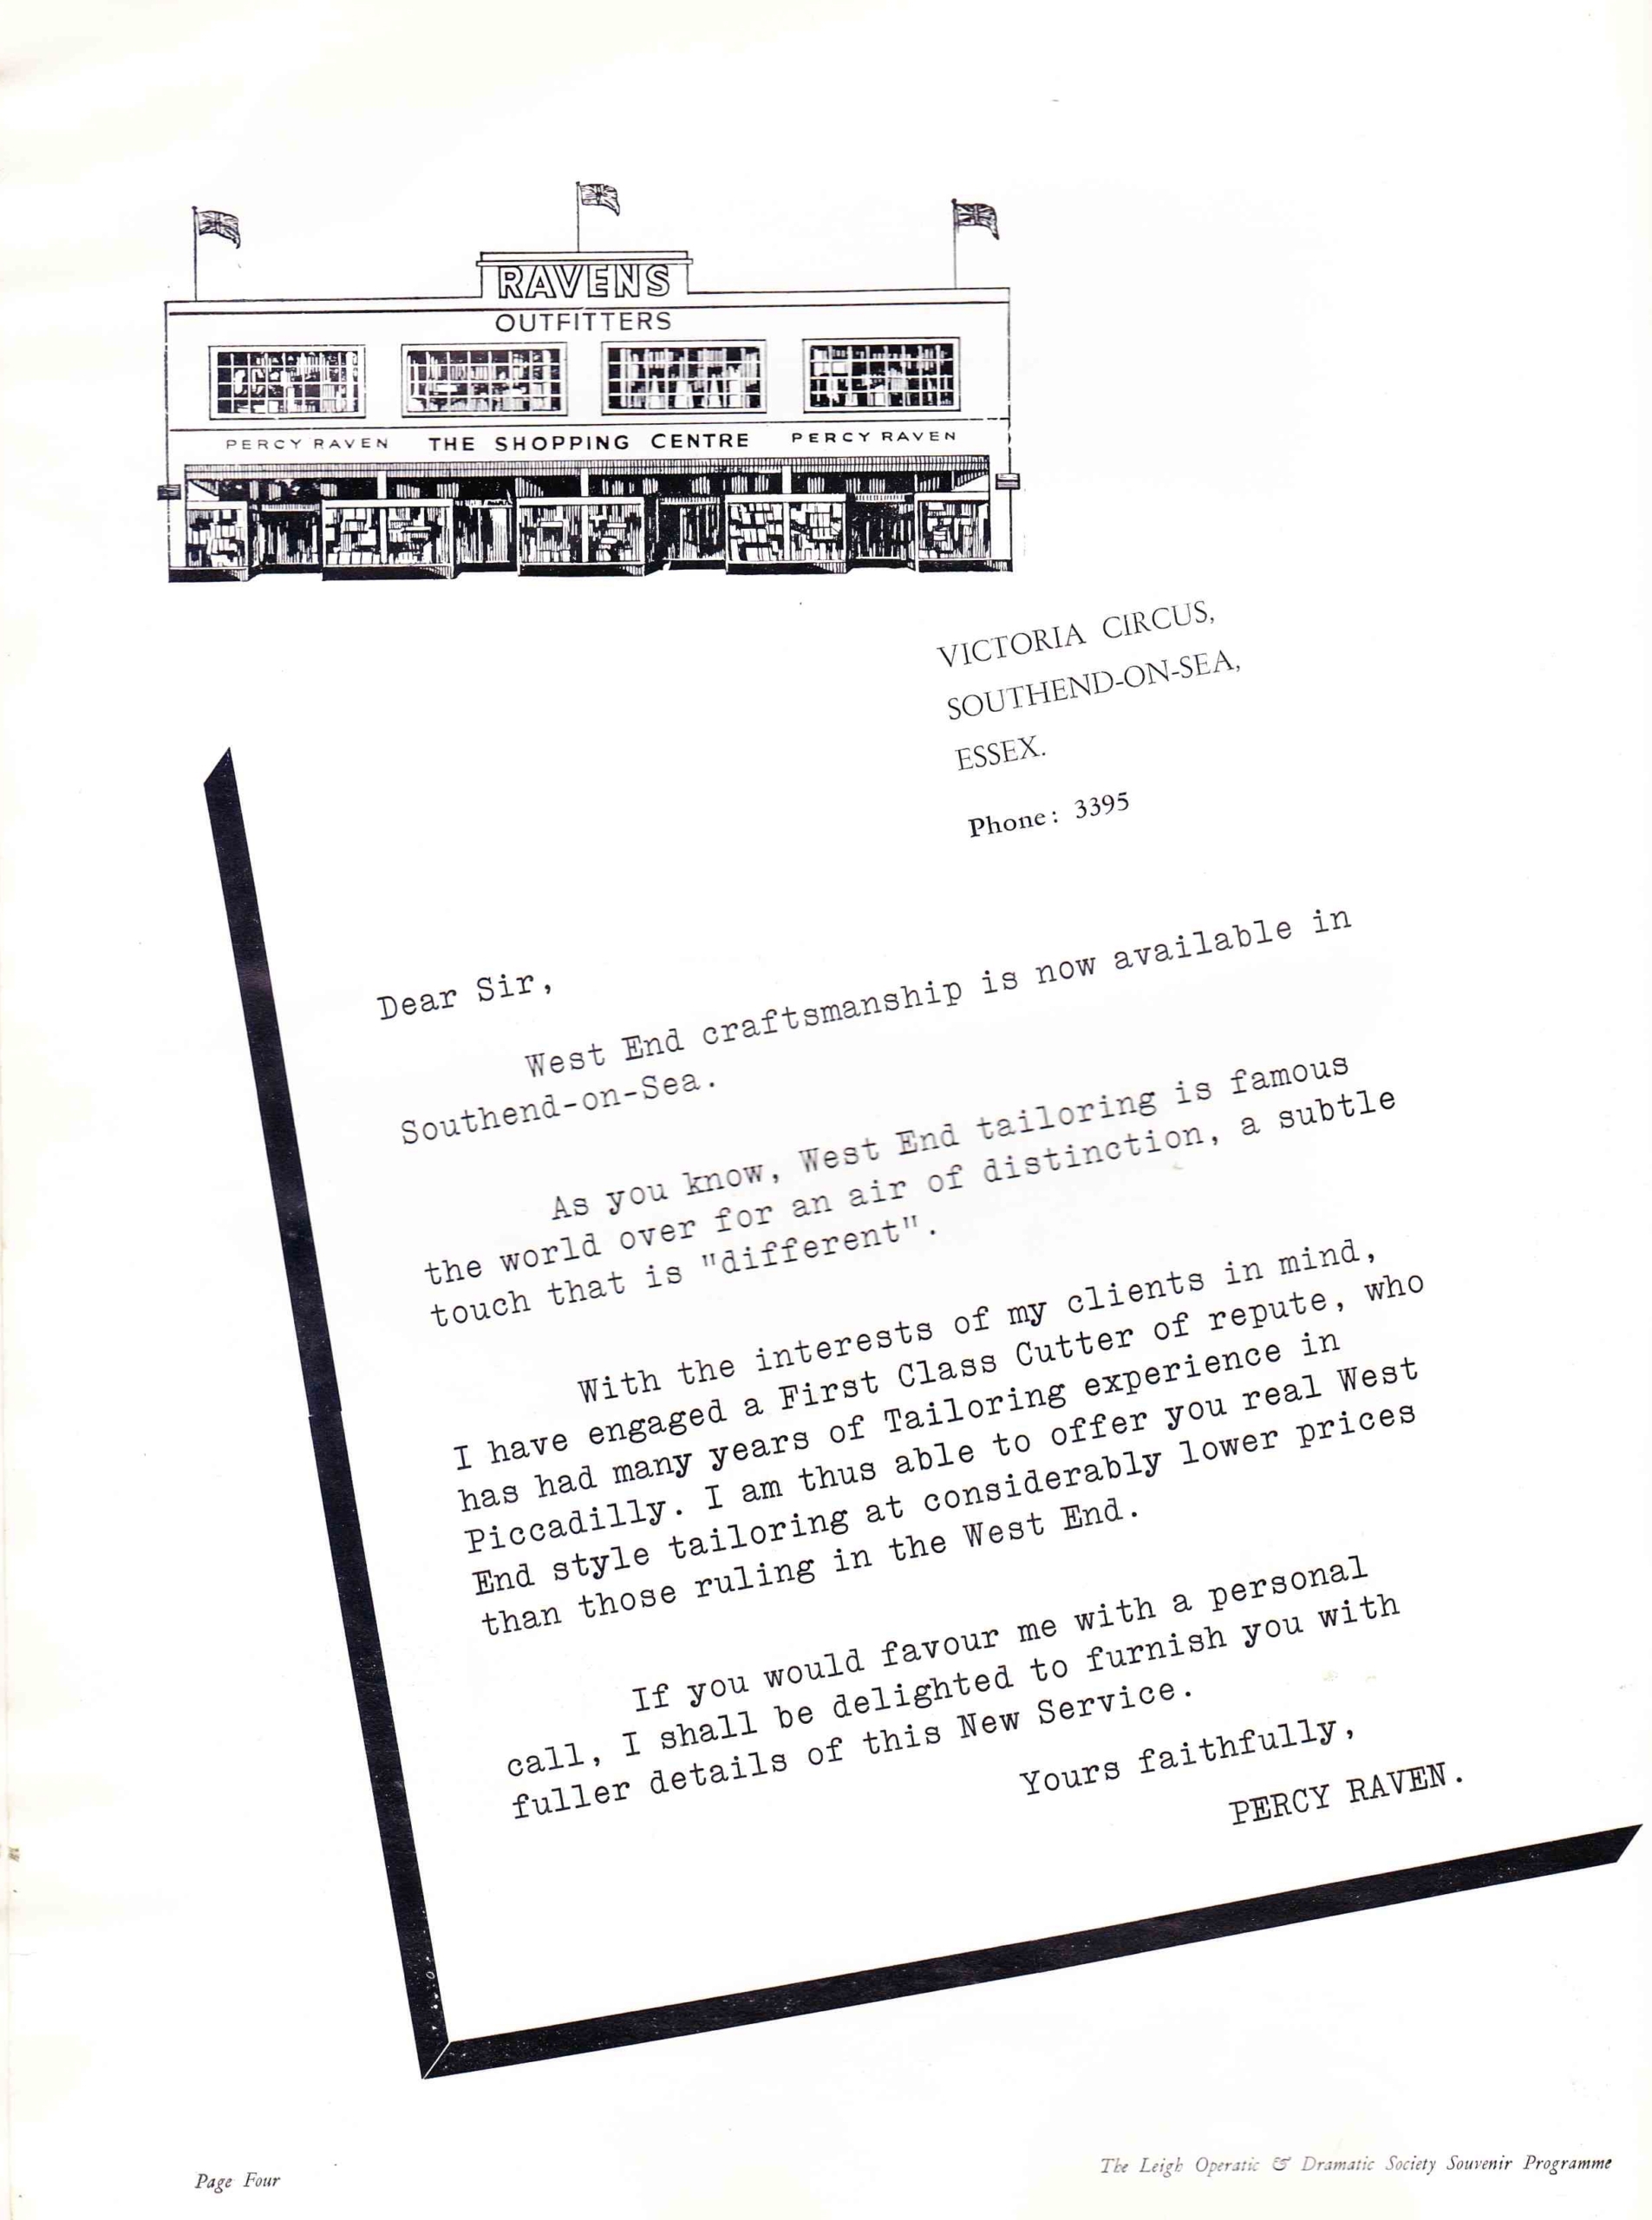 RAVENS
OUTFITTERS
PERCY RAVEN THE SHOPPING CENTRE PERCY RAVEN
VICTORIA CIRCUS,
SOUTHEND-ON-SEA,
ESSEX.
Phone: 3395
Dear Sir,
West End craftsmanship is now available in
Southend-on-Sea.
As you know, West End tailoring is famous
the world over for an air of distinction, a subtle
touch that is "different".
With the interests of my clients in mind,
I have engaged a First Class Cutter of repute, who
has had many years of Tailoring experience in
Piccadilly. I am thus able to offer you real West
End style tailoring at considerably lower prices
than those ruling in the West End.
If you would favour me with a personal
call, I shall be delighted to furnish you with
fuller details of this New Service.
Yours faithfully,
PERCY RAVEN.
Page Four
The Leigh Operatic & Dramatic Society Souvenir Programme